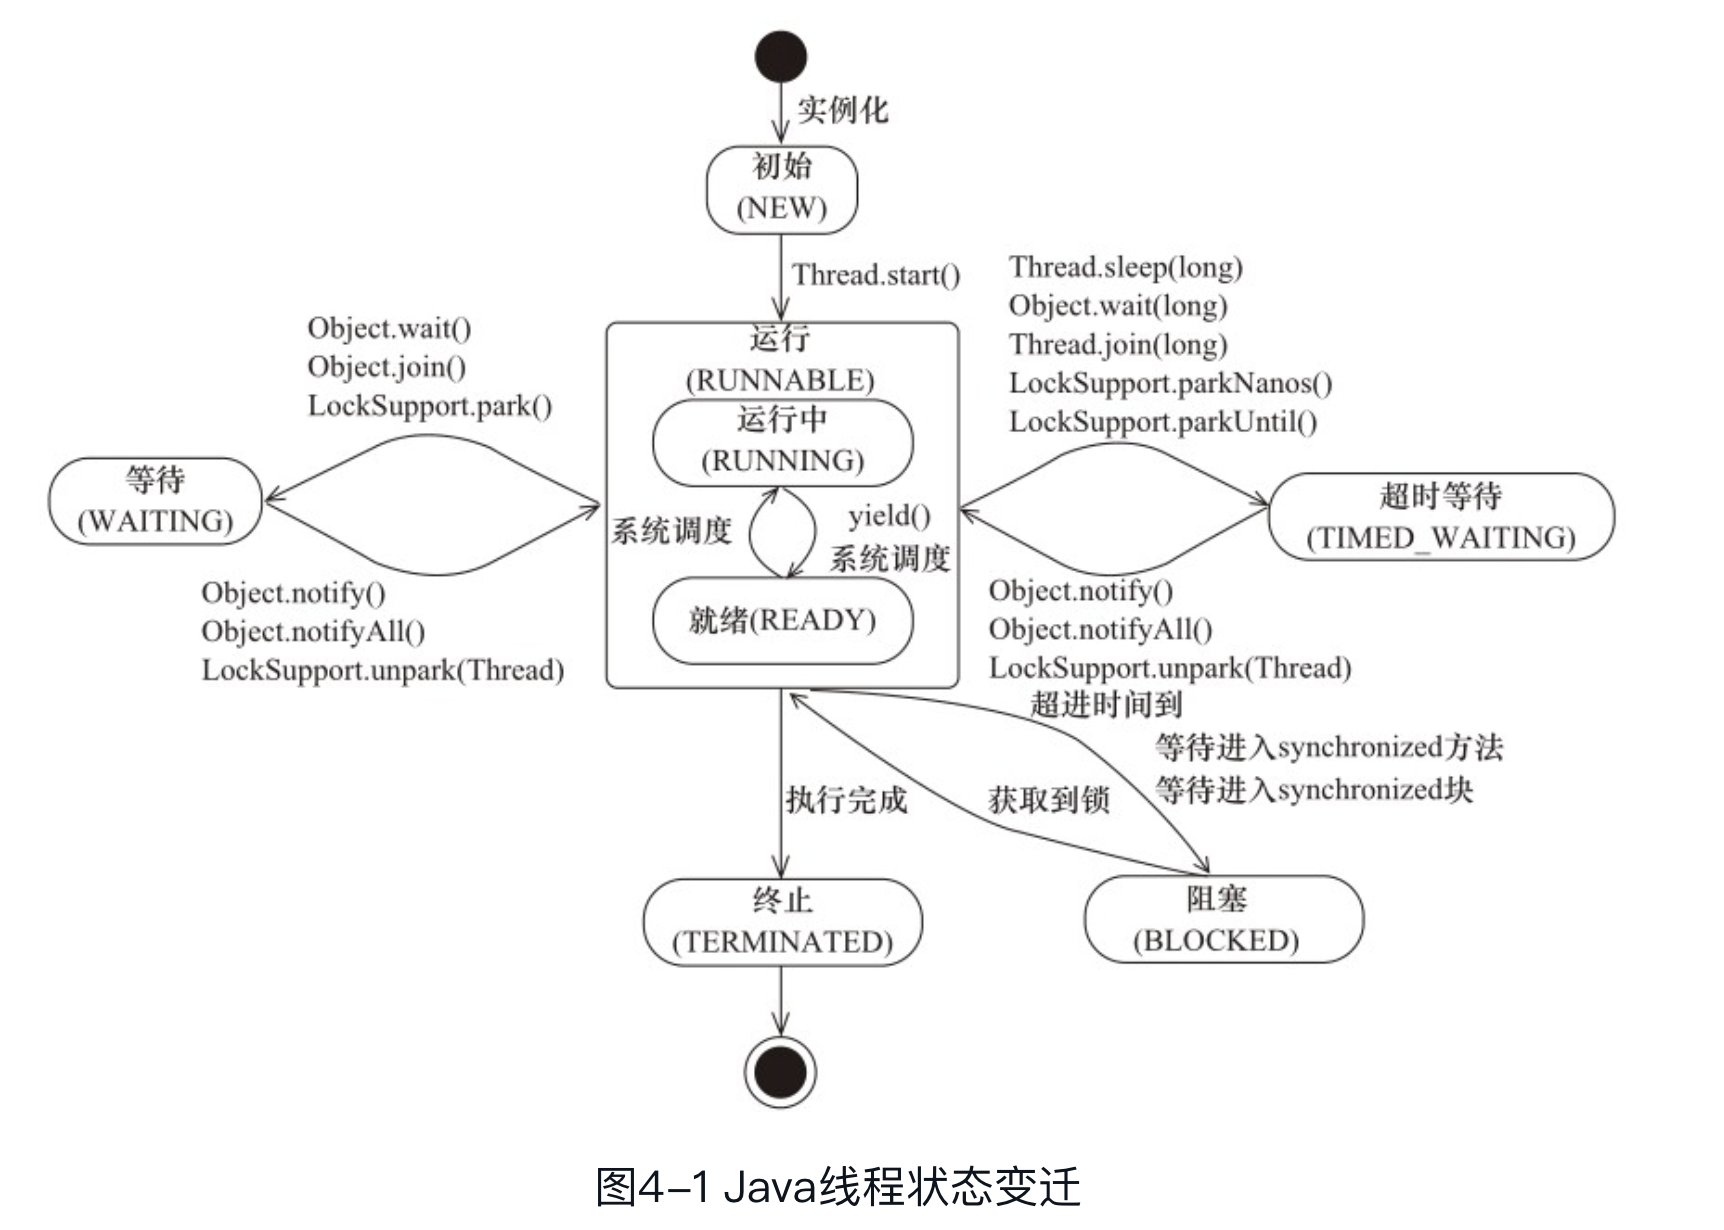 实例化
初始
(NEW)
Thread.start()
Object.wait()
Object.join()
LockSupport.park()
Thread.sleep(long)
Object.wait(long)
Thread.join(long)
LockSupport.parkNanos()
LockSupport.parkUntil()
运行
(RUNNABLE)
运行中
(RUNNING)
等待
(WAITING)
超时等待
(TIMED_WAITING)
系统调度
yield()
系统调度
就绪(READY)
Object.notify()
Object.notifyAll()
LockSupport.unpark(Thread)
Object.notify()
Object.notifyAll()
LockSupport.unpark(Thread)
超进时间到
等待进入synchronized方法
等待进入synchronized块
执行完成
获取到锁
终止
(TERMINATED)
阻塞
(BLOCKED)
图4-1 Java线程状态变迁